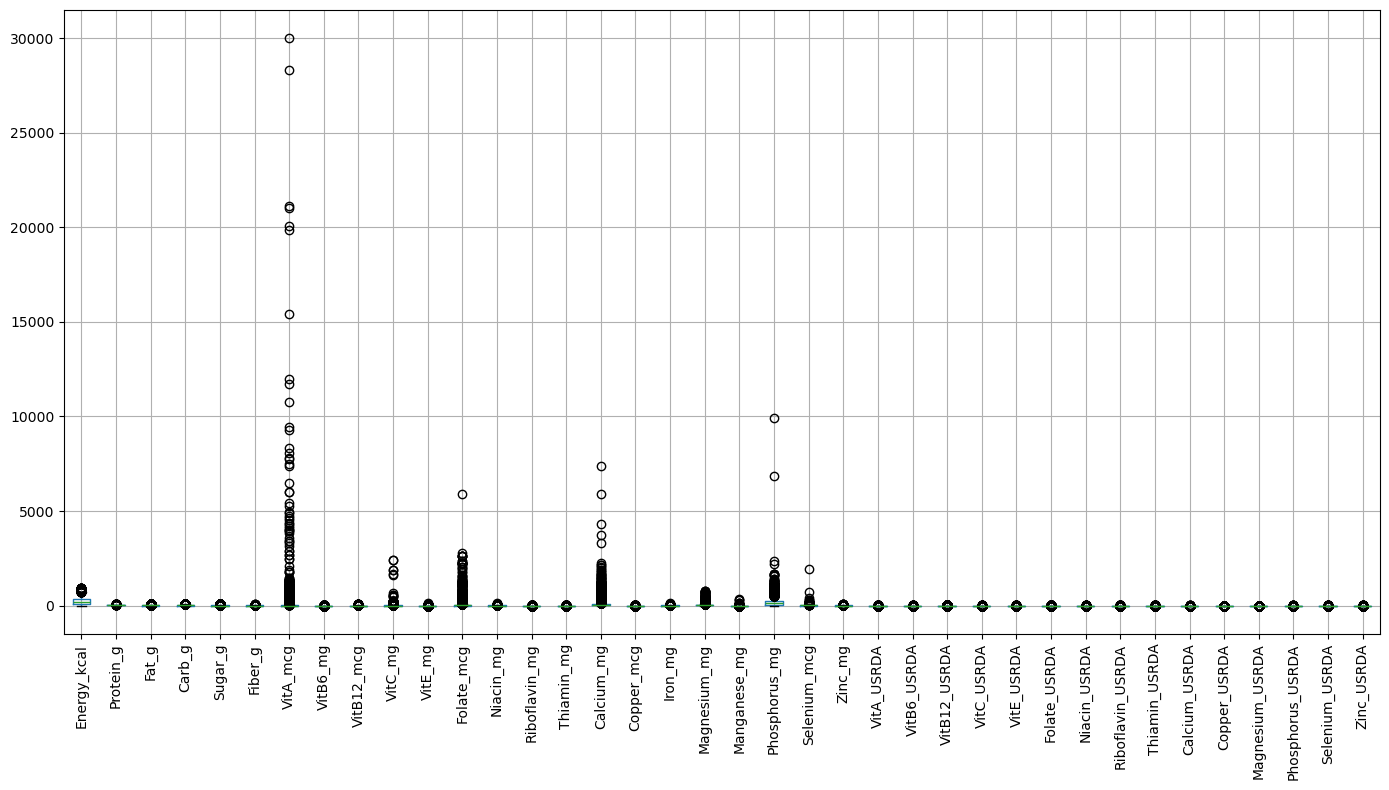 30000
25000
20000
15000
10000
5000
0
Energy_kcal
Protein_g
Fat_g
Carb_g
Sugar_g
Fiber_g
VitA_mcg
VitB6_mg
VitB12_mcg
VitC_mg
VitE_mg
Folate_mcg
Niacin_mg
Riboflavin_mg
Thiamin_mg
Calcium_mg
Copper_mcg
Iron_mg
Magnesium_mg
Manganese_mg
Phosphorus_mg
Selenium_mcg
Zinc_mg
VitA_USRDA
VitB6_USRDA
VitB12_USRDA
VitC_USRDA
VitE_USRDA
Folate_USRDA
Niacin_USRDA
Riboflavin_USRDA
Thiamin_USRDA
Calcium_USRDA
Copper_USRDA
Magnesium_USRDA
Phosphorus_USRDA
Selenium_USRDA
Zinc_USRDA